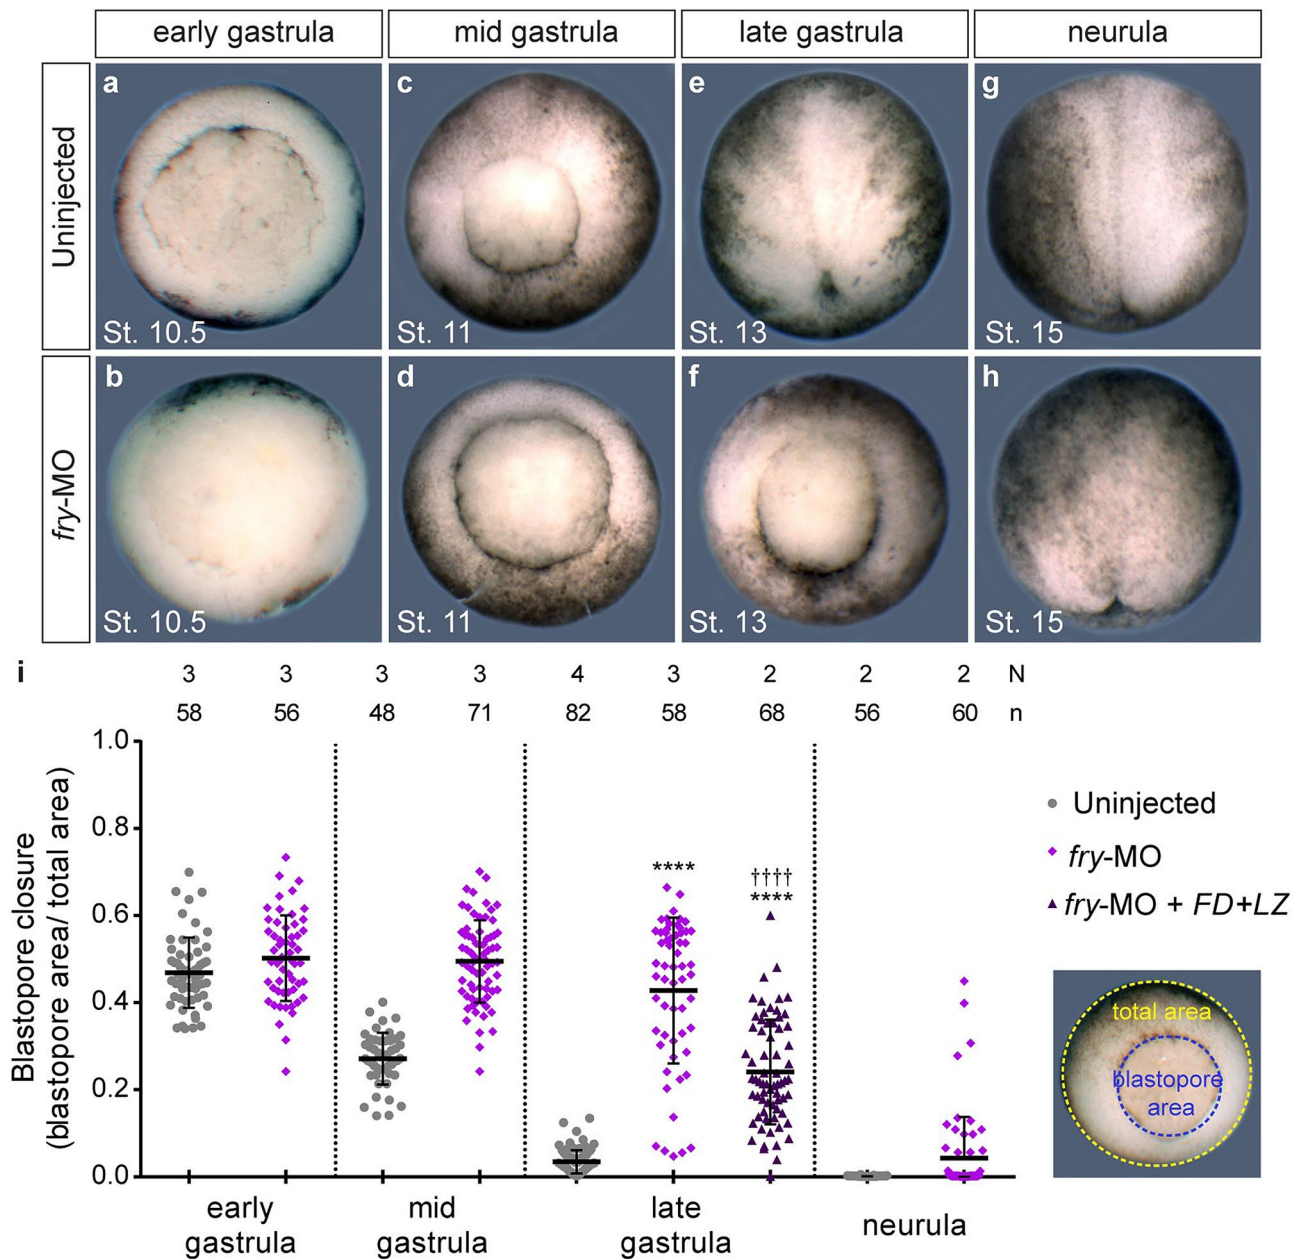 early gastrula
mid gastrula
late gastrula
neurula
Uninjected
a
St. 10.5
c
St. 11
e
St. 13
g
St. 15
fry-MO
b
St. 10.5
d
St. 11
f
St. 13
h
St. 15
i
3 3 3 3 4 3 2 2 2 N
58 56 48 71 82 58 68 56 60 n
Blastopore closure
(blastopore area/ total area)
1.0
0.8
0.6
0.4
0.2
0.0
****
††††
****
early
gastrula
mid
gastrula
late
gastrula
neurula
Uninjected
fry-MO
fry-MO + FD+LZ
total area
blastopore
area